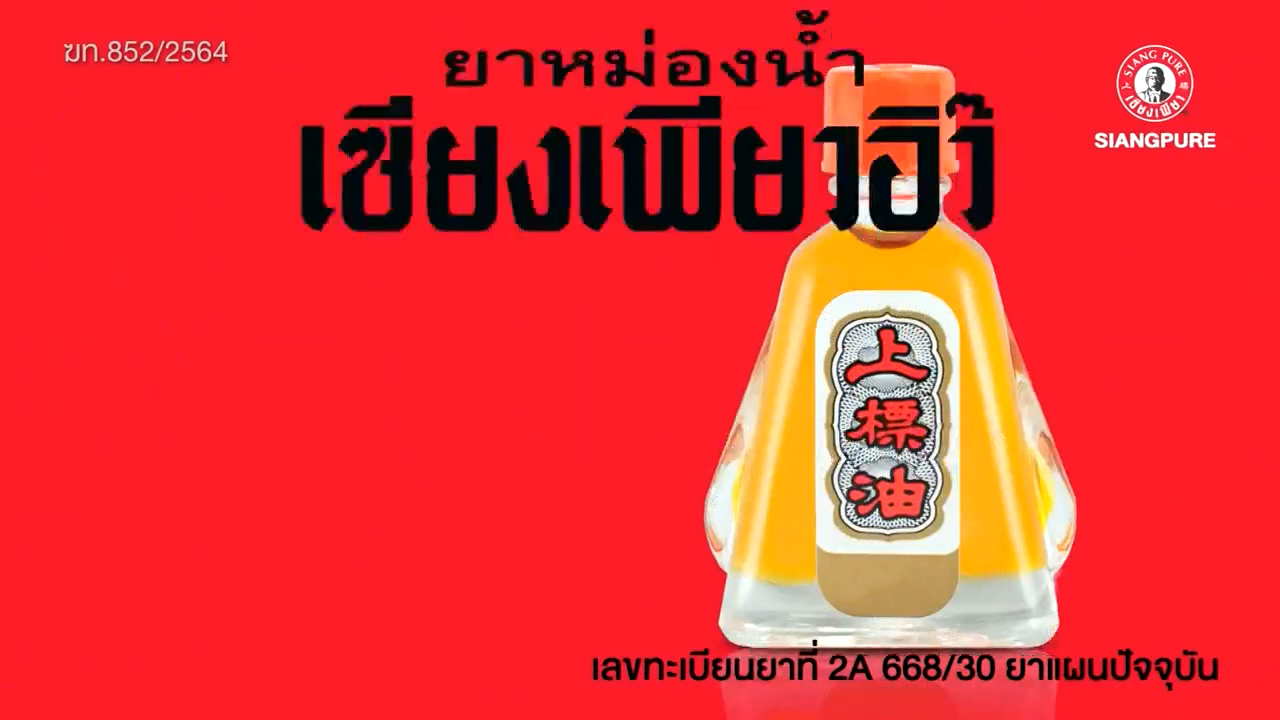 ฆท.852/2564
ยาหม่องน้ำ
เซียงเพียวอิ๊ว
SIANG PURE
SIANGPURE
上
標
油
เลขทะเบียนยาที่ 2A 668/30 ยาแผนปัจจุบัน